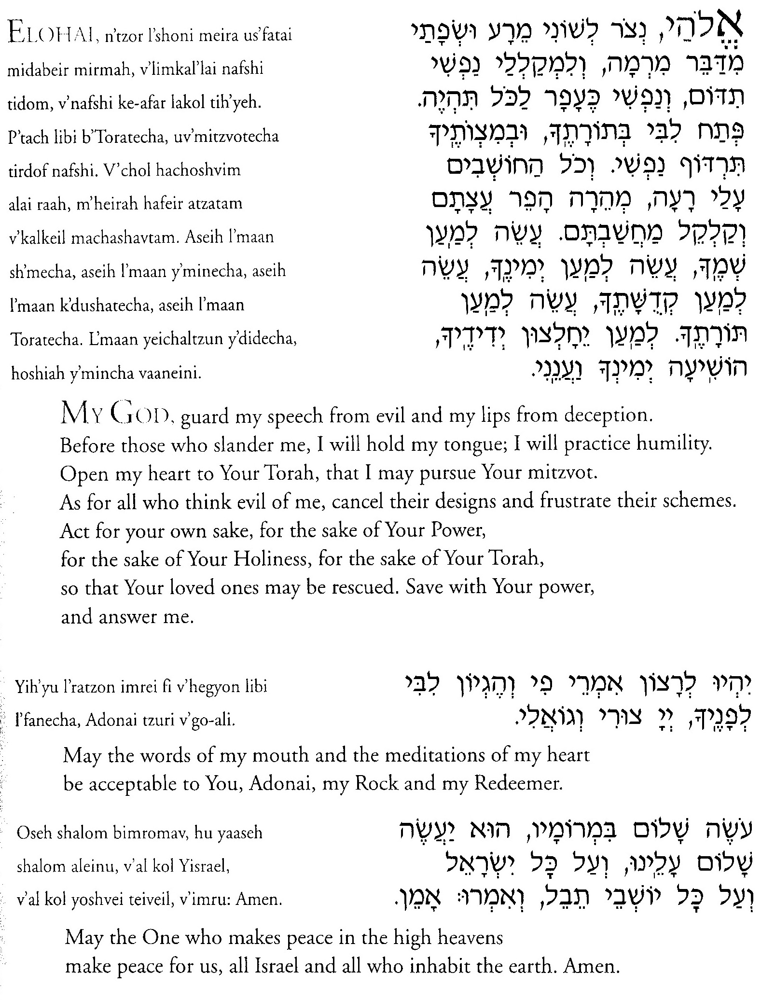 ELOHAI, n'tzor l'shoni meira us'fatai
midabeir mirmah, v'limkal'lai nafshi
tidom, v'nafshi ke-afar lakol tih'yeh.
P'tach libi b'Toratecha, uv'mitzvotecha
tirdof nafshi. V'chol hachoshvim
alai raah, m'heirah hafeir atzatam
v'kalkeil machashavtam. Aseih l'maan
sh'mecha, aseih l'maan y'minecha, aseih
l'maan k'dushatecha, aseih l'maan
Toratecha. L'maan yeichaltzun y'didecha,
hoshiah y'mincha vaaneini.
אֱלֹהַי, נְצֹר לְשׁוֹנִי מֵרָע וּשְׂפָתַי
מִדַּבֵּר מִרְמָה, וְלִמְקַלְלַי נַפְשִׁי
תִדּוֹם, וְנַפְשִׁי כֶּעָפָר לַכֹּל תִּהְיֶה.
פְּתַח לִבִּי בְּתוֹרָתֶֽךָ, וּבְמִצְוֹתֶֽיךָ
תִּרְדּוֹף נַפְשִׁי. וְכֹל הַחוֹשְׁבִים
עָלַי רָעָה, מְהֵרָה הָפֵר עֲצָתָם
וְקַלְקֵל מַחֲשַׁבְתָּם. עֲשֵׂה לְמַֽעַן
שְׁמֶֽךָ, עֲשֵׂה לְמַֽעַן יְמִינֶֽךָ, עֲשֵׂה
לְמַֽעַן קְדֻשָּׁתֶֽךָ, עֲשֵׂה לְמַֽעַן
תּוֹרָתֶֽךָ. לְמַֽעַן יֵחָלְצוּן יְדִידֶֽיךָ,
הוֹשִֽׁיעָה יְמִינְךָ וַעֲנֵֽנִי.
MY GOD, guard my speech from evil and my lips from deception.
Before those who slander me, I will hold my tongue; I will practice humility.
Open my heart to Your Torah, that I may pursue Your mitzvot.
As for all who think evil of me, cancel their designs and frustrate their schemes.
Act for your own sake, for the sake of Your Power,
for the sake of Your Holiness, for the sake of Your Torah,
so that Your loved ones may be rescued. Save with Your power,
and answer me.
Yih'yu l'ratzon imrei fi v'hegyon libi
l'fanecha, Adonai tzuri v'go-ali.
יִהְיוּ לְרָצוֹן אִמְרֵי פִי וְהֶגְיוֹן לִבִּי
לְפָנֶֽיךָ, יְיָ צוּרִי וְגוֹאֲלִי.
May the words of my mouth and the meditations of my heart
be acceptable to You, Adonai, my Rock and my Redeemer.
Oseh shalom bimromav, hu yaaseh
shalom aleinu, v'al kol Yisrael,
v'al kol yoshvei teiveil, v'imru: Amen.
עֹשֶׂה שָׁלוֹם בִּמְרוֹמָיו, הוּא יַעֲשֶׂה
שָׁלוֹם עָלֵֽינוּ, וְעַל כָּל יִשְׂרָאֵל
וְעַל כָּל יוֹשְׁבֵי תֵבֵל, וְאִמְרוּ: אָמֵן.
May the One who makes peace in the high heavens
make peace for us, all Israel and all who inhabit the earth. Amen.